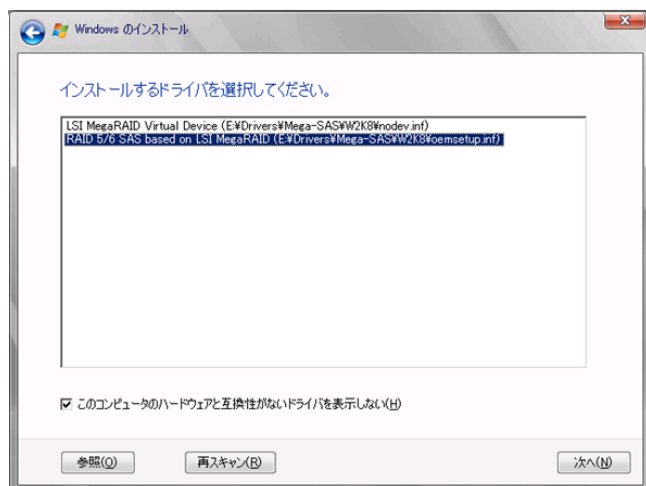 Windows のインストール
インストールするドライバを選択してください。
LSI MegaRAID Virtual Device (E:¥Drivers¥Mega-SAS¥W2K8¥nodev.inf)
RAID 5/6 SAS based on LSI MegaRAID (E:¥Drivers¥Mega-SAS¥W2K8¥oemsetup.inf)
このコンピュータのハードウェアと互換性がないドライバを表示しない(H)
参照(O)
再スキャン(R)
次へ(N)